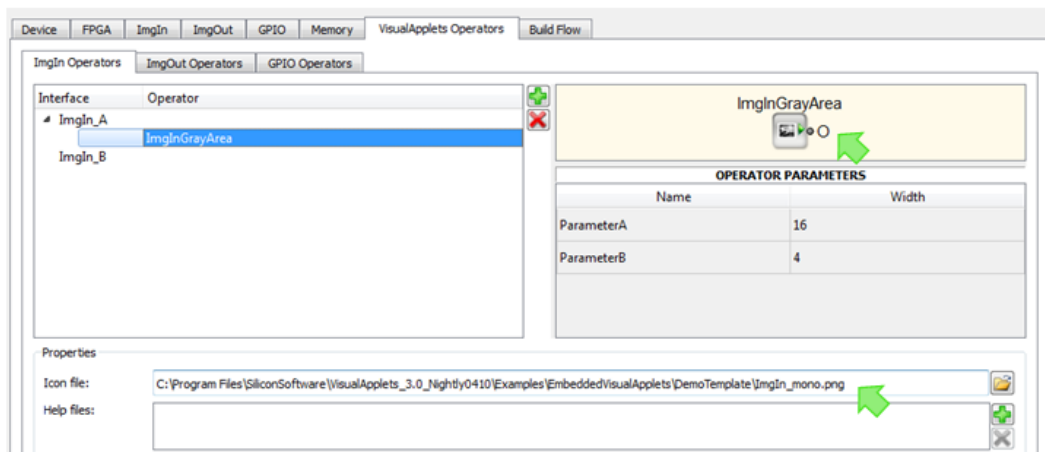 Device FPGA ImgIn ImgOut GPIO Memory VisualApplets Operators Build Flow
ImgIn Operators ImgOut Operators GPIO Operators
Interface Operator
ImgIn_A
ImgInGrayArea
ImgIn_B
ImgInGrayArea
O
OPERATOR PARAMETERS
Name Width
ParameterA 16
ParameterB 4
Properties
Icon file: C:\Program Files\SiliconSoftware\VisualApplets_3.0_Nightly0410\Examples\EmbeddedVisualApplets\DemoTemplate\ImgIn_mono.png
Help files: